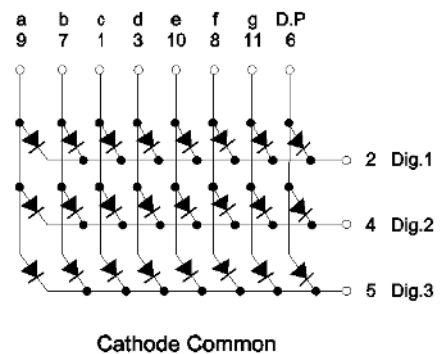 a b c d e f g D.P
9 7 1 3 10 8 11 6
2 Dig.1
4 Dig.2
5 Dig.3
Cathode Common